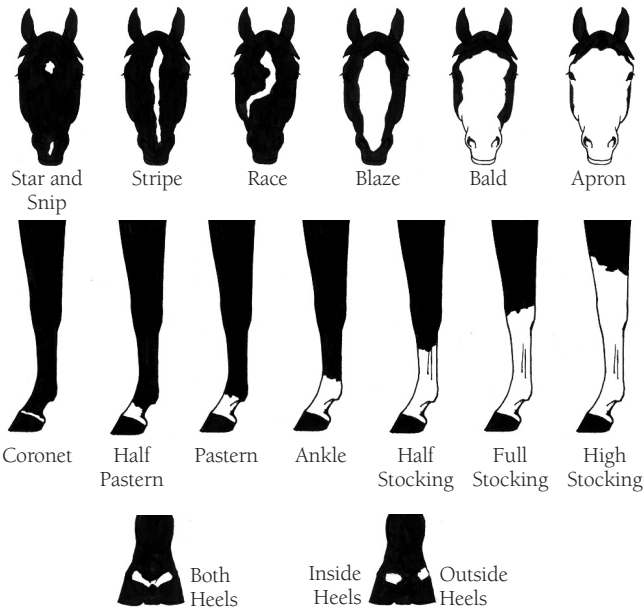 Star and
Snip
Stripe
Race
Blaze
Bald
Apron
Coronet
Half
Pastern
Pastern
Ankle
Half
Stocking
Full
Stocking
High
Stocking
Both
Heels
Inside
Heels
Outside
Heels